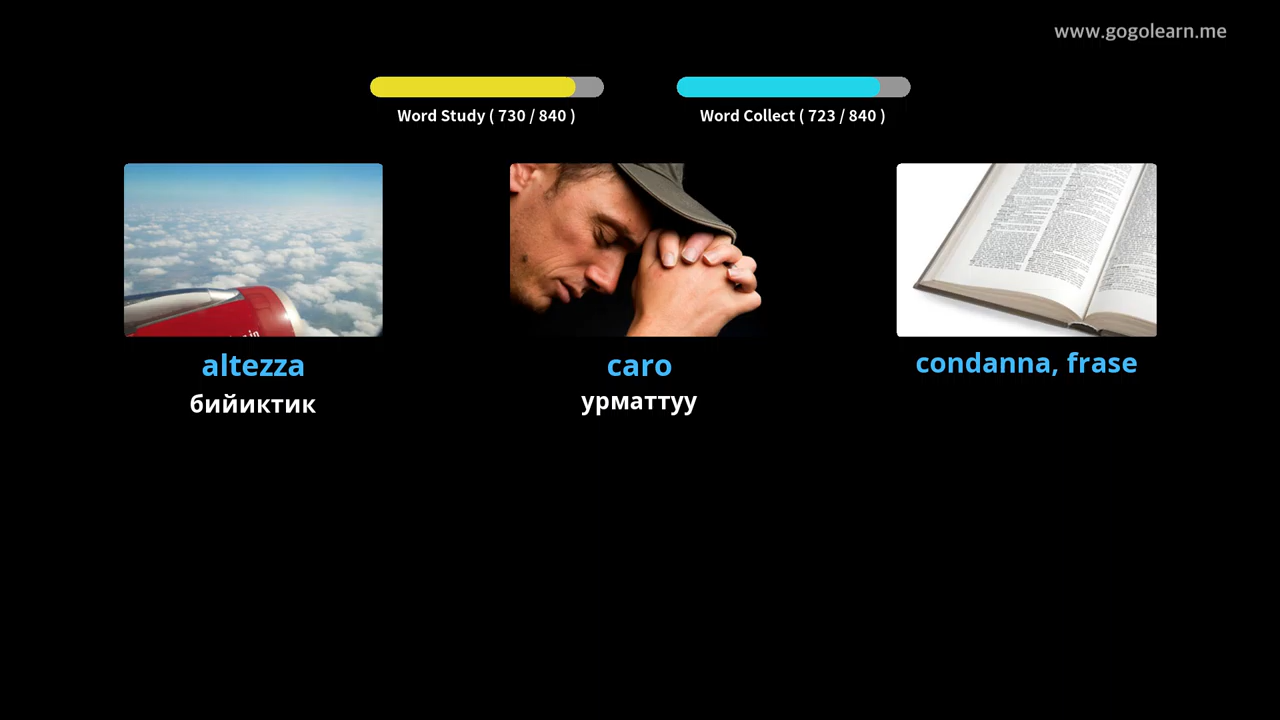 www.gogolearn.me
Word Study ( 730 / 840 )
Word Collect ( 723 / 840 )
altezza
бийиктик
caro
урматтуу
condanna, frase